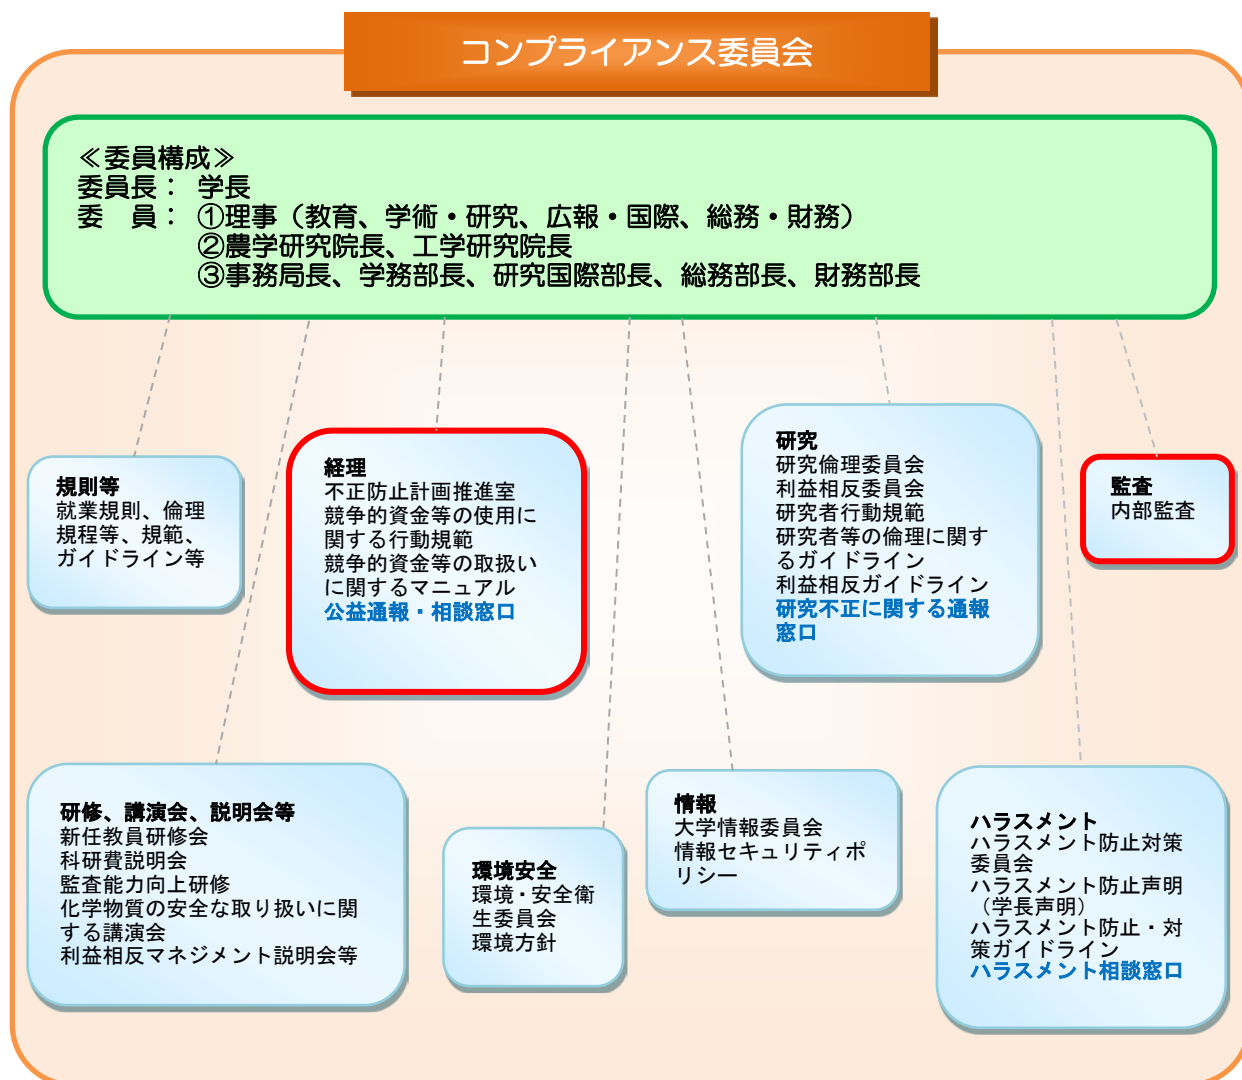 コンプライアンス委員会
≪委員構成≫
委員長： 学長
委　員： ①理事（教育、学術・研究、広報・国際、総務・財務）
②農学研究院長、工学研究院長
③事務局長、学務部長、研究国際部長、総務部長、財務部長
規則等
就業規則、倫理
規程等、規範、
ガイドライン等
経理
不正防止計画推進室
競争的資金等の使用に
関する行動規範
競争的資金等の取扱い
に関するマニュアル
公益通報・相談窓口
研究
研究倫理委員会
利益相反委員会
研究者行動規範
研究者等の倫理に関す
るガイドライン
利益相反ガイドライン
研究不正に関する通報
窓口
監査
内部監査
研修、講演会、説明会等
新任教員研修会
科研費説明会
監査能力向上研修
化学物質の安全な取り扱いに関
する講演会
利益相反マネジメント説明会等
環境安全
環境・安全衛
生委員会
環境方針
情報
大学情報委員会
情報セキュリティポ
リシー
ハラスメント
ハラスメント防止対策
委員会
ハラスメント防止声明
（学長声明）
ハラスメント防止・対
策ガイドライン
ハラスメント相談窓口